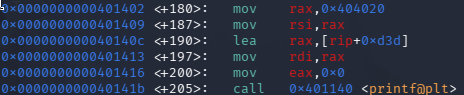 0x0000000000401402 <+180>: mov rax,0x404020
0x0000000000401409 <+187>: mov rsi,rax
0x000000000040140c <+190>: lea rax,[rip+0xd3d]
0x0000000000401413 <+197>: mov rdi,rax
0x0000000000401416 <+200>: mov eax,0x0
0x000000000040141b <+205>: call 0x401140 <printf@plt>